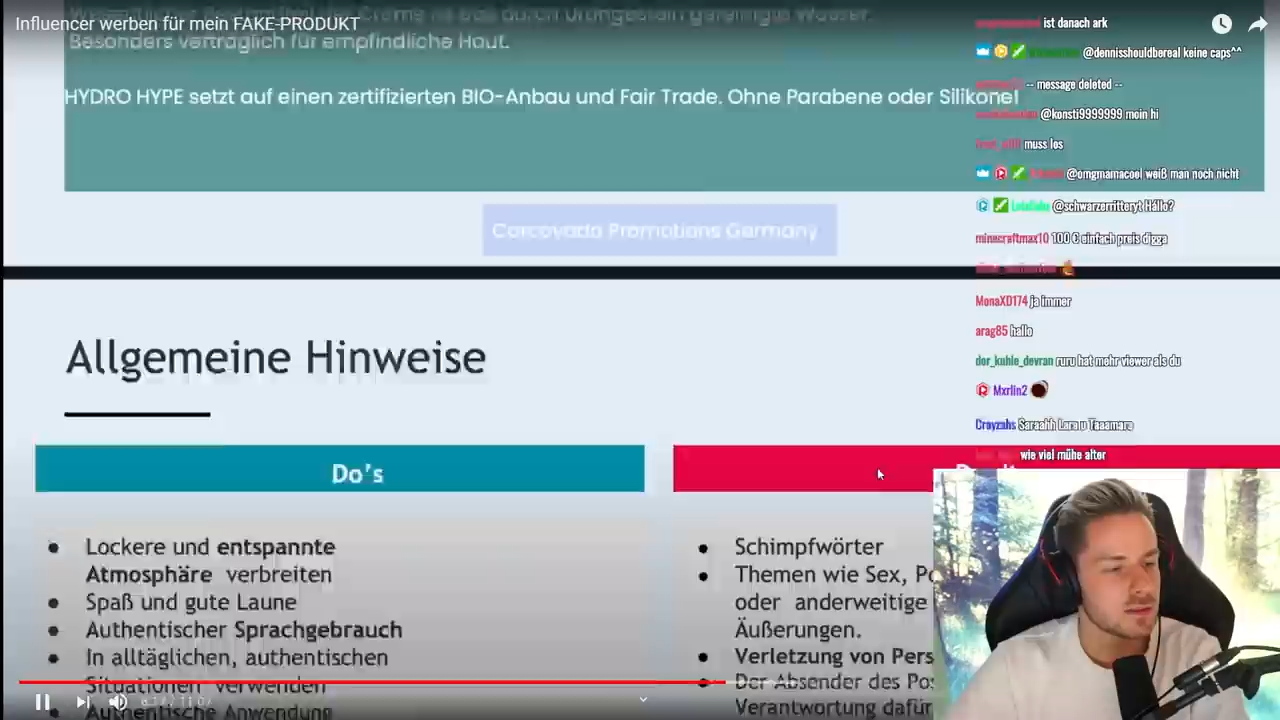 Influencer werben für mein FAKE-PRODUKT
Besonders verträglich für empfindliche Haut.
HYDRO HYPE setzt auf einen zertifizierten BIO-Anbau und Fair Trade. Ohne Parabene oder Silikone!
Corcovado Promotions Germany
Allgemeine Hinweise
Do's
Lockere und entspannte
Atmosphäre verbreiten
Spaß und gute Laune
Authentischer Sprachgebrauch
In alltäglichen, authentischen
Situationen verwenden
Authentische Anwendung
Schimpfwörter
Themen wie Sex,
oder anderweitige
Äußerungen.
Verletzung von
Der Absender des
Verantwortung dafür
ist danach ark
@dennisshouldbereal keine caps^^
-- message deleted --
@konsti9999999 moin hi
muss los
@omgmainacool weiß man noch nicht
@schwarzerritteryt Hällo?
minecraftmax10 100 € einfach preis digga
MonaXD174 ja immer
arag85 hallo
der_kuhle_devran ruru hat mehr viewer als du
Mxrlin2
Croyzahs Saraahh Lara u Taaamara
wie viel mühe alter